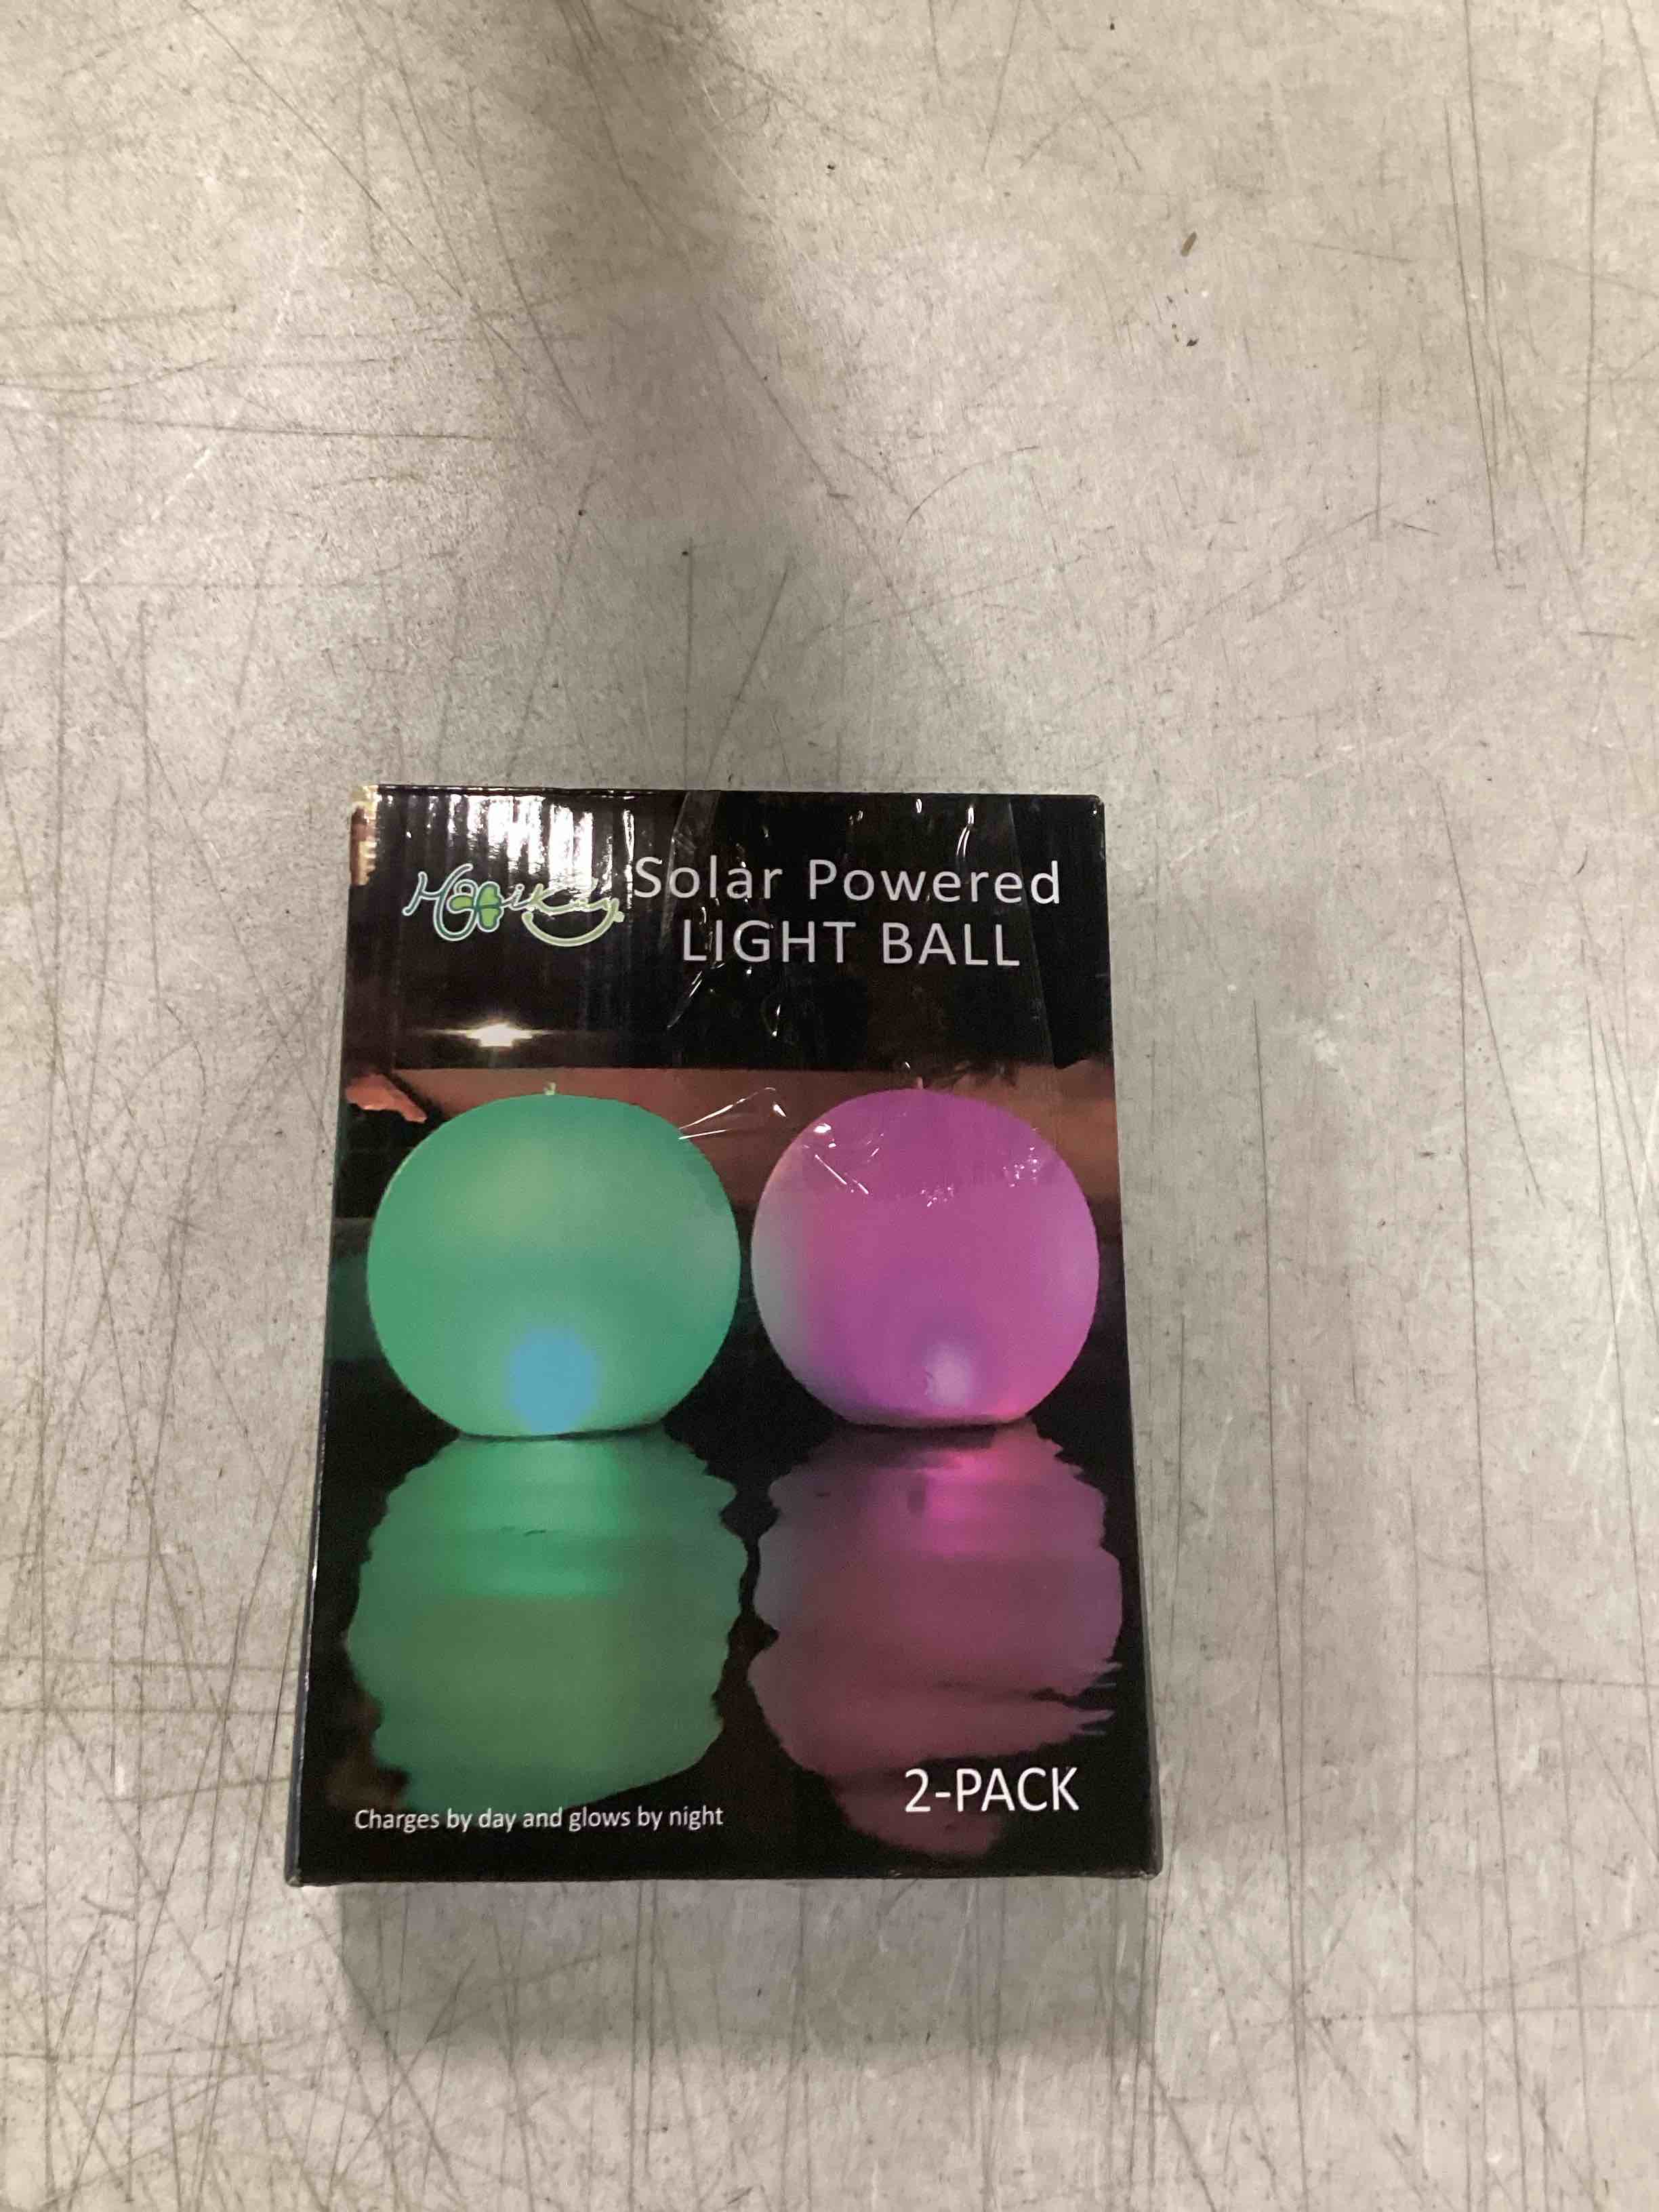 Solar Powered
LIGHT BALL
2-PACK
Charges by day and glows by night